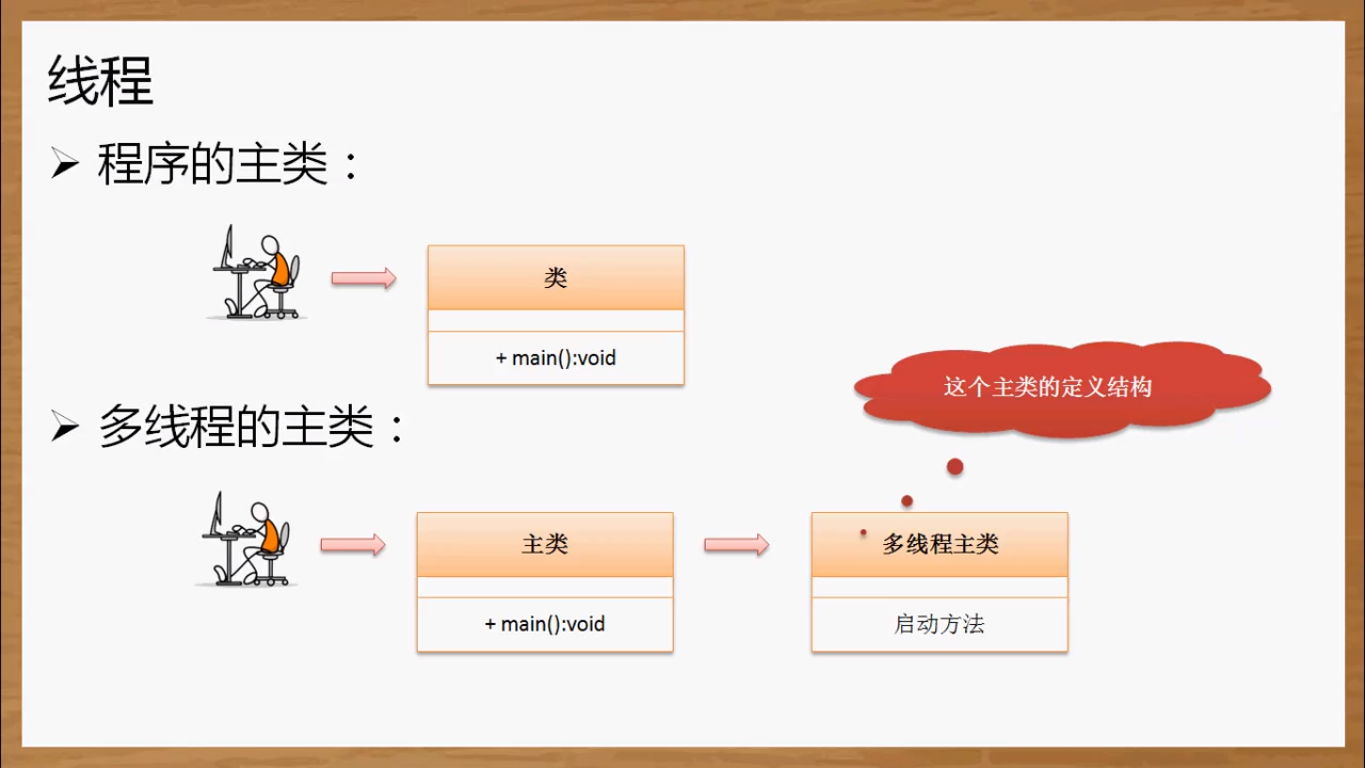 线程
程序的主类：
类
+ main():void
这个主类的定义结构
多线程的主类：
主类
多线程主类
+ main():void
启动方法